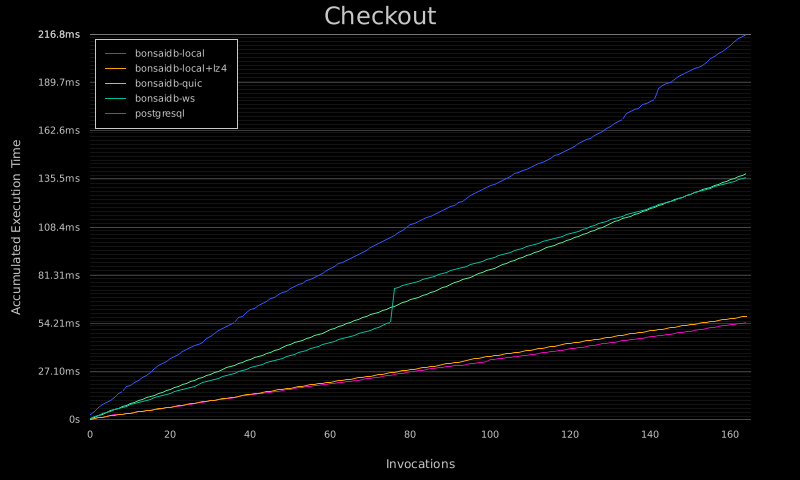 Checkout
216.8ms
189.7ms
162.6ms
135.5ms
108.4ms
81.31ms
54.21ms
27.10ms
0s
Accumulated Execution Time
bonsaidb-local
bonsaidb-local+lz4
bonsaidb-quic
bonsaidb-ws
postgresql
0 20 40 60 80 100 120 140 160
Invocations